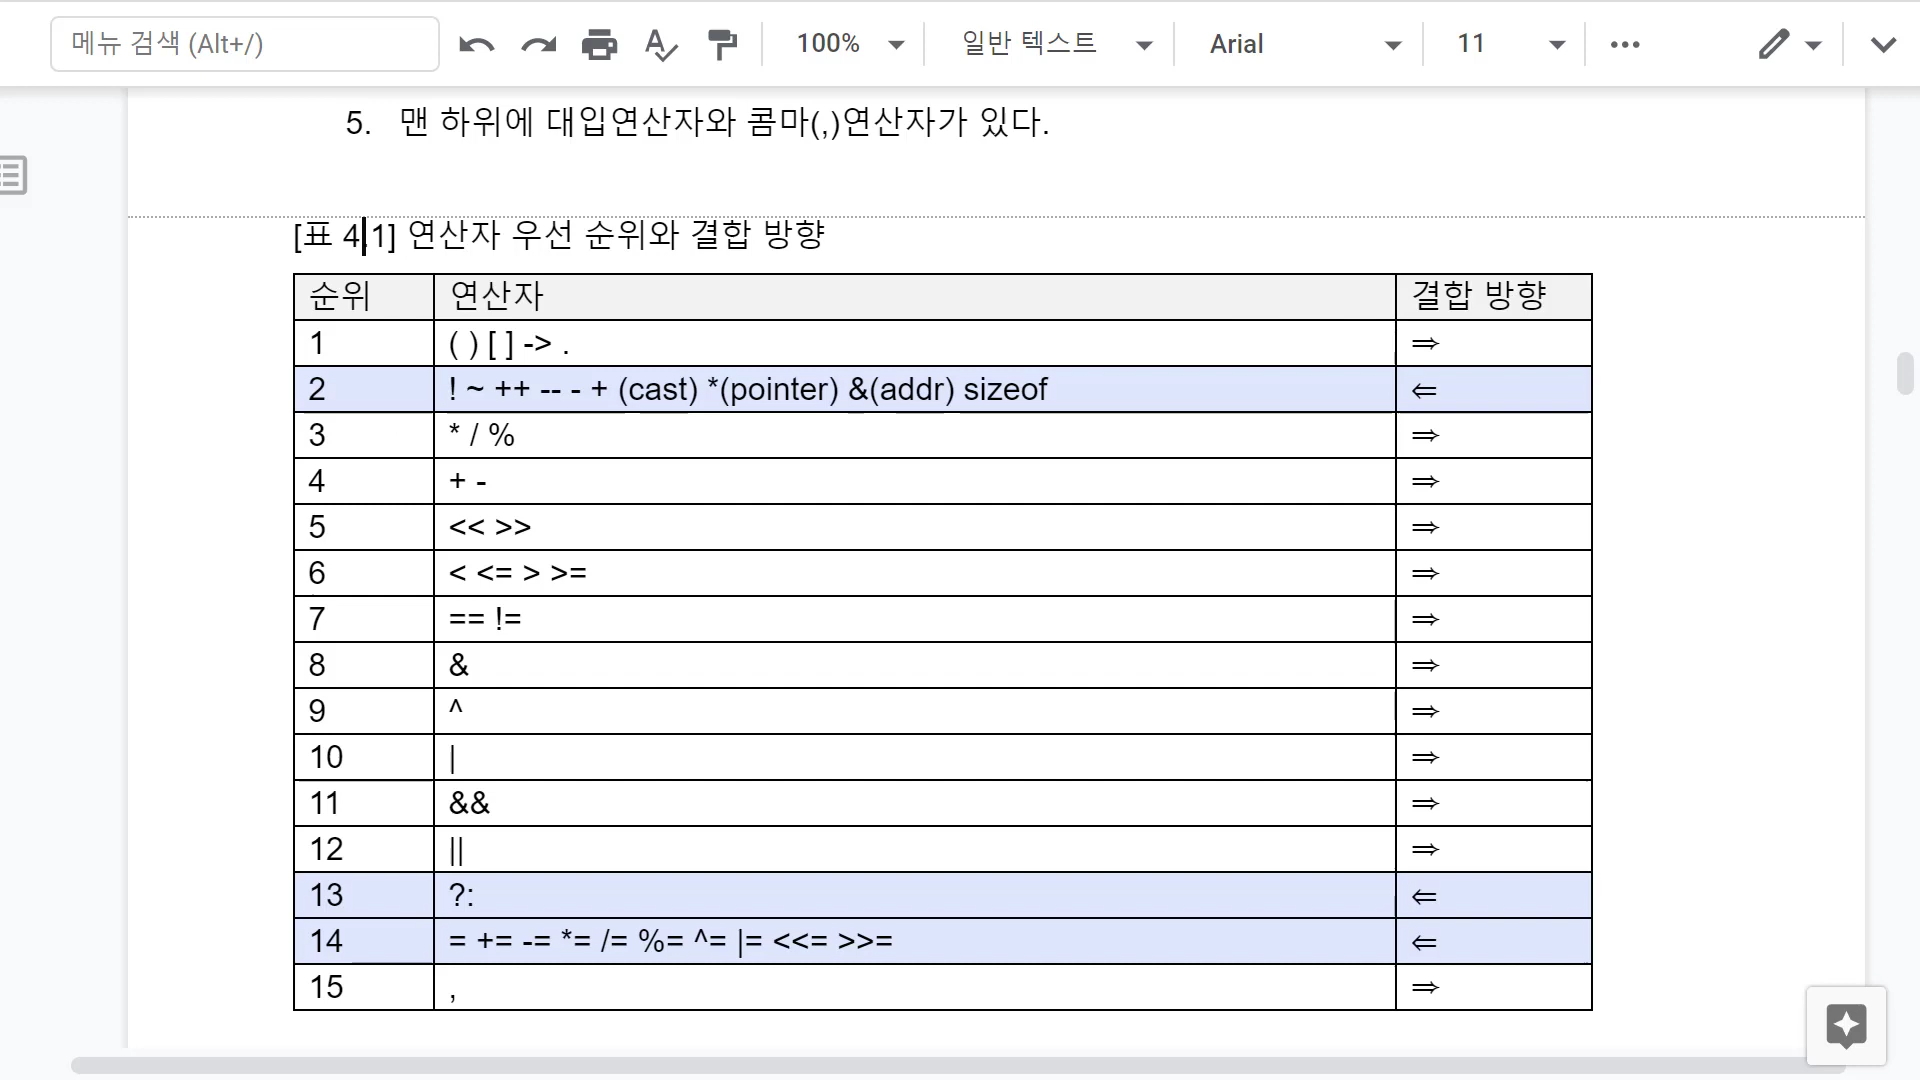 메뉴 검색 (Alt+/) 100% 일반 텍스트 Arial 11
5. 맨 하위에 대입연산자와 콤마(,)연산자가 있다.
[표 4.1] 연산자 우선 순위와 결합 방향
순위 연산자 결합 방향
1 ( ) [ ] -> . ⇒
2 ! ~ ++ -- - + (cast) *(pointer) &(addr) sizeof ⇐
3 * / % ⇒
4 + - ⇒
5 << >> ⇒
6 < <= > >= ⇒
7 == != ⇒
8 & ⇒
9 ^ ⇒
10 | ⇒
11 && ⇒
12 || ⇒
13 ?: ⇐
14 = += -= *= /= %= ^= |= <<= >>= ⇐
15 , ⇒